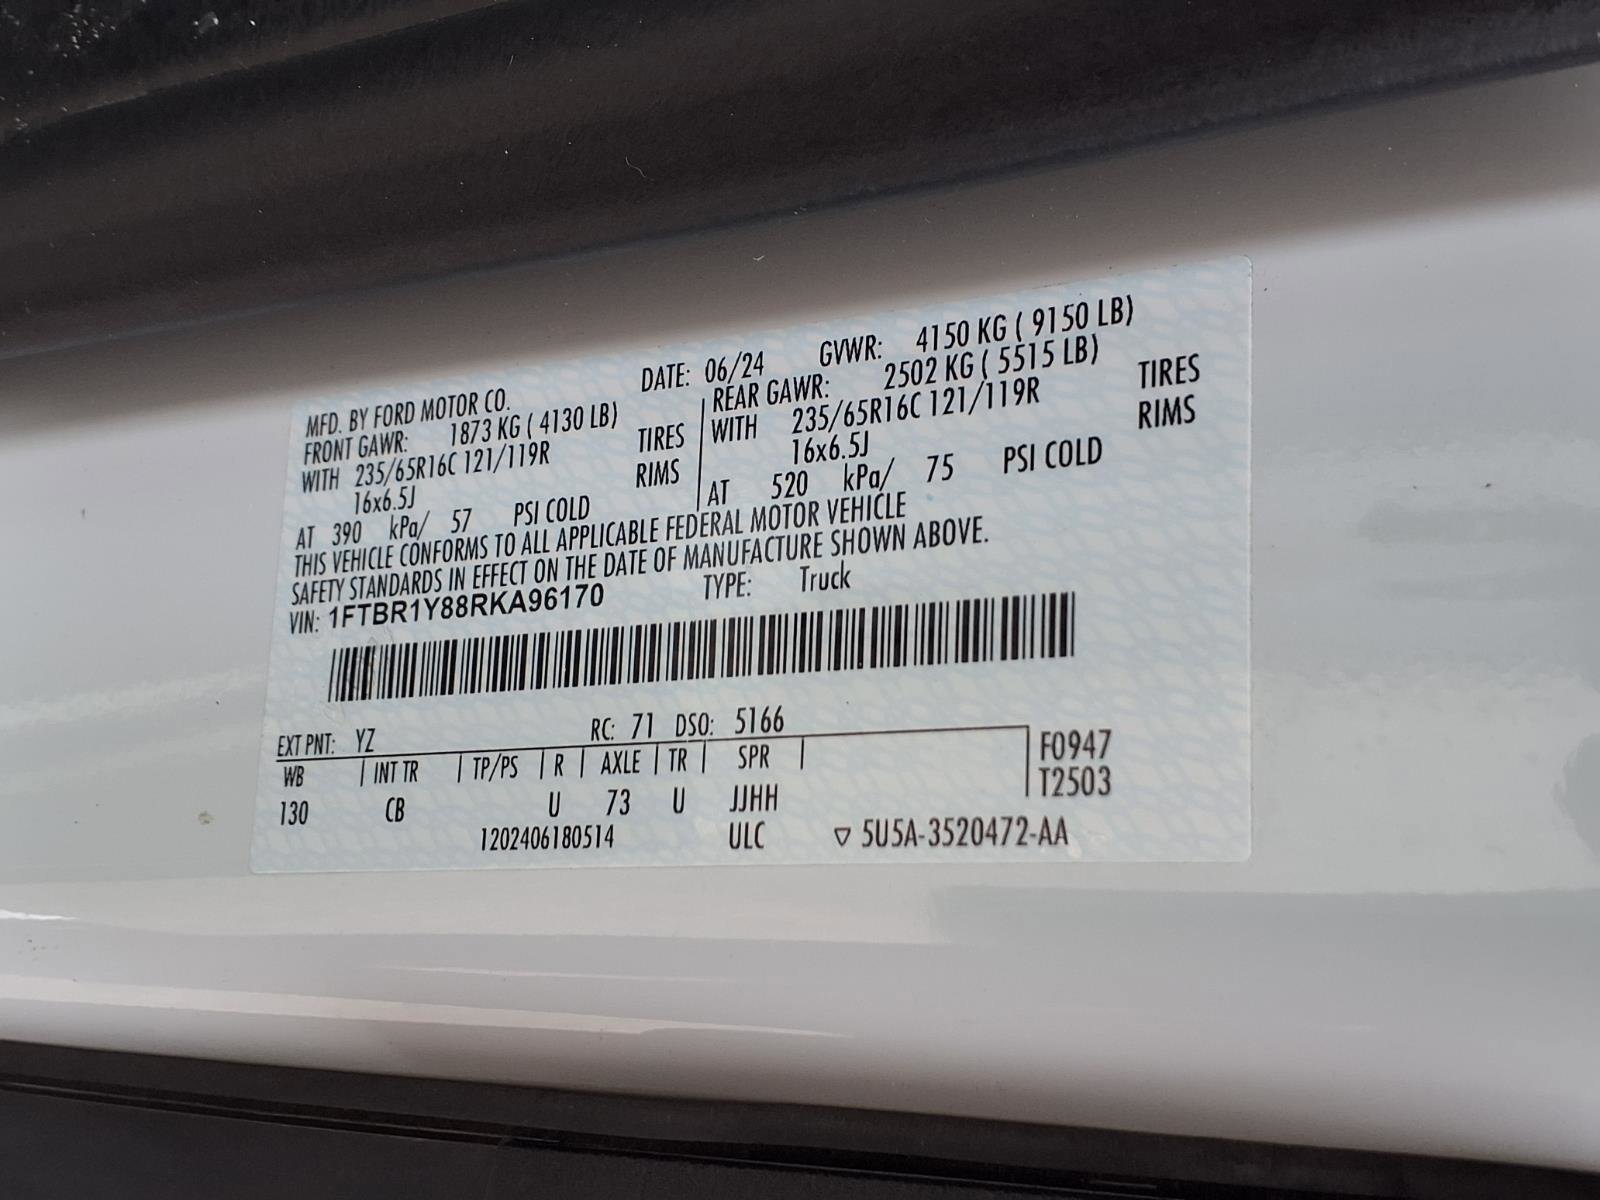 MFD. BY FORD MOTOR CO. DATE: 06/24 GVWR: 4150 KG ( 9150 LB)
FRONT GAWR: 1873 KG ( 4130 LB) REAR GAWR: 2502 KG ( 5515 LB)
WITH 235/65R16C 121/119R TIRES WITH 235/65R16C 121/119R TIRES
16x6.5J RIMS 16x6.5J RIMS
AT 390 kPa/ 57 PSI COLD AT 520 kPa/ 75 PSI COLD
THIS VEHICLE CONFORMS TO ALL APPLICABLE FEDERAL MOTOR VEHICLE
SAFETY STANDARDS IN EFFECT ON THE DATE OF MANUFACTURE SHOWN ABOVE.
VIN: 1FTBR1Y88RKA96170 TYPE: Truck
EXT PNT: YZ RC: 71 DSO: 5166
WB INT TR TP/PS R AXLE TR SPR F0947
130 CB U 73 U JJHH T2503
1202406180514 ULC ▽ 5U5A-3520472-AA